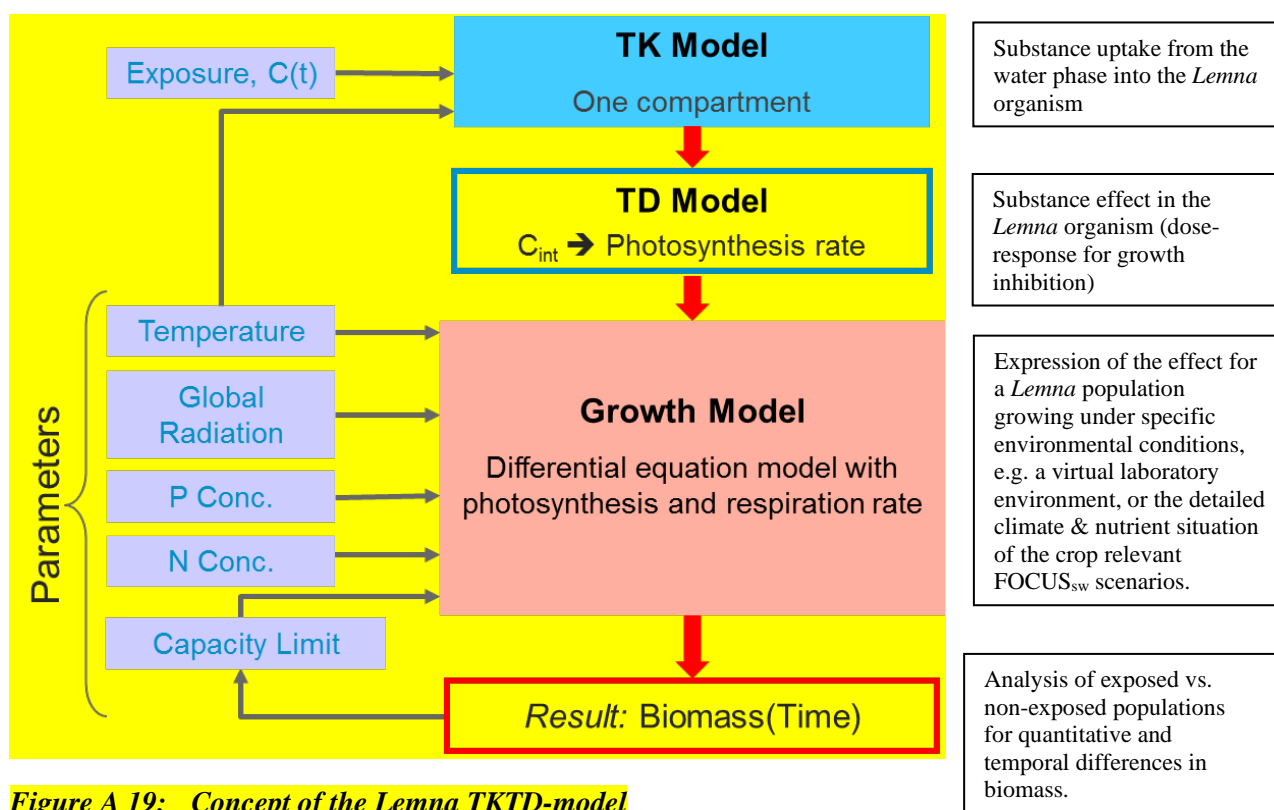 TK Model
Exposure, C(t)
One compartment
Substance uptake from the
water phase into the Lemna
organism
TD Model
Cint ➔ Photosynthesis rate
Substance effect in the
Lemna organism (dose-
response for growth
inhibition)
Parameters
Temperature
Global
Radiation
P Conc.
N Conc.
Capacity Limit
Growth Model
Differential equation model with
photosynthesis and respiration rate
Expression of the effect for
a Lemna population
growing under specific
environmental conditions,
e.g. a virtual laboratory
environment, or the detailed
climate & nutrient situation
of the crop relevant
FOCUSsw scenarios.
Result: Biomass(Time)
Analysis of exposed vs.
non-exposed populations
for quantitative and
temporal differences in
biomass.
Figure A 19: Concept of the Lemna TKTD-model